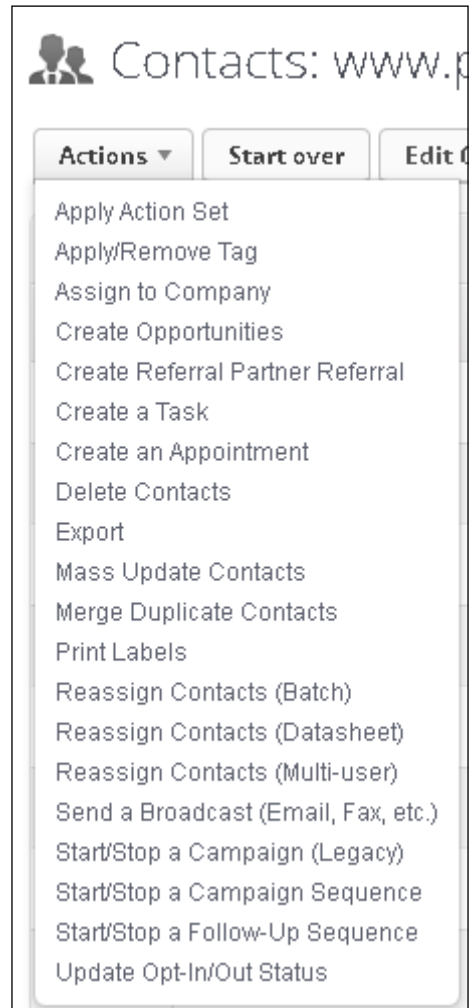 Contacts: www.p
Actions Start over Edit
Apply Action Set
Apply/Remove Tag
Assign to Company
Create Opportunities
Create Referral Partner Referral
Create a Task
Create an Appointment
Delete Contacts
Export
Mass Update Contacts
Merge Duplicate Contacts
Print Labels
Reassign Contacts (Batch)
Reassign Contacts (Datasheet)
Reassign Contacts (Multi-user)
Send a Broadcast (Email, Fax, etc.)
Start/Stop a Campaign (Legacy)
Start/Stop a Campaign Sequence
Start/Stop a Follow-Up Sequence
Update Opt-In/Out Status